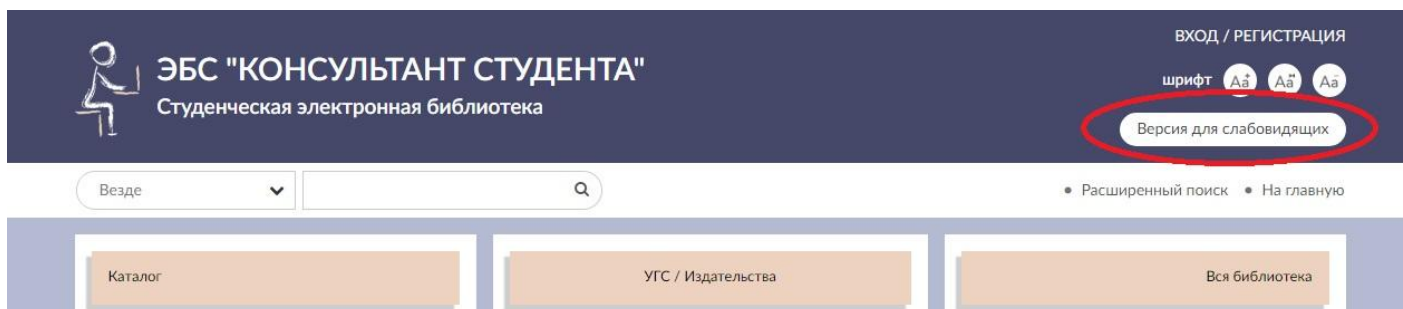 ВХОД / РЕГИСТРАЦИЯ
ЭБС "КОНСУЛЬТАНТ СТУДЕНТА"
Студенческая электронная библиотека
шрифт Aa+ Aa Aa-
Версия для слабовидящих
Везде
• Расширенный поиск • На главную
Каталог
УГС / Издательства
Вся библиотека